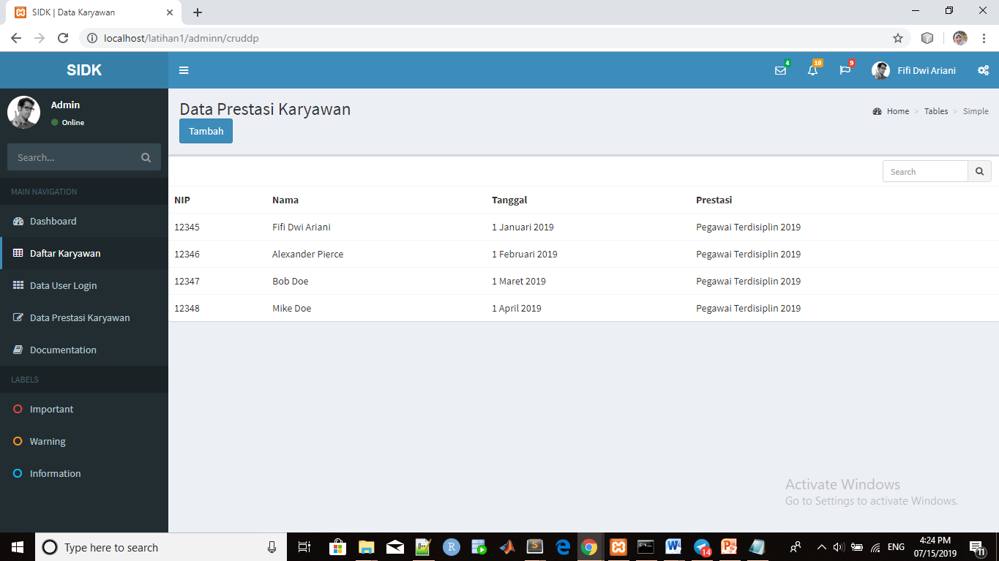 SIDK | Data Karyawan
localhost/latihan1/adminn/cruddp
SIDK
4
10
9
Fifi Dwi Ariani
Admin
Online
Search...
MAIN NAVIGATION
Dashboard
Daftar Karyawan
Data User Login
Data Prestasi Karyawan
Documentation
LABELS
Important
Warning
Information
Data Prestasi Karyawan
Home > Tables > Simple
Tambah
Search
NIP Nama Tanggal Prestasi
12345 Fifi Dwi Ariani 1 Januari 2019 Pegawai Terdisiplin 2019
12346 Alexander Pierce 1 Februari 2019 Pegawai Terdisiplin 2019
12347 Bob Doe 1 Maret 2019 Pegawai Terdisiplin 2019
12348 Mike Doe 1 April 2019 Pegawai Terdisiplin 2019
Activate Windows
Go to Settings to activate Windows.
Type here to search
R
S
W
14
P
ENG
4:24 PM
07/15/2019
11